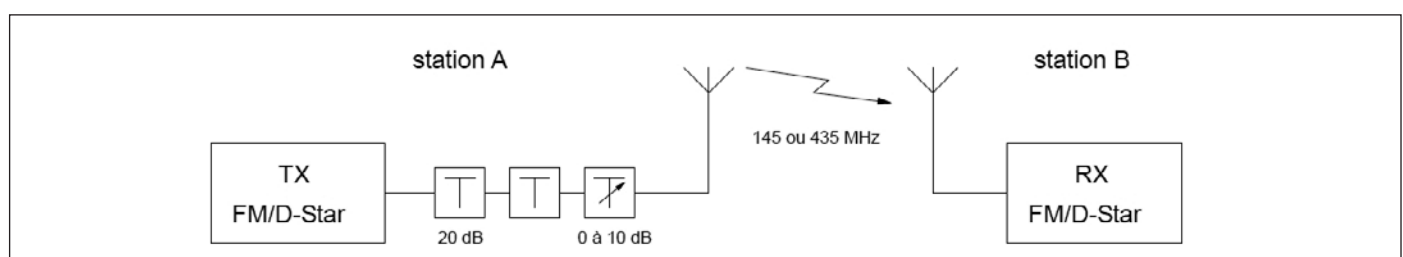 station A
station B
145 ou 435 MHz
TX
FM/D-Star
RX
FM/D-Star
20 dB
0 à 10 dB